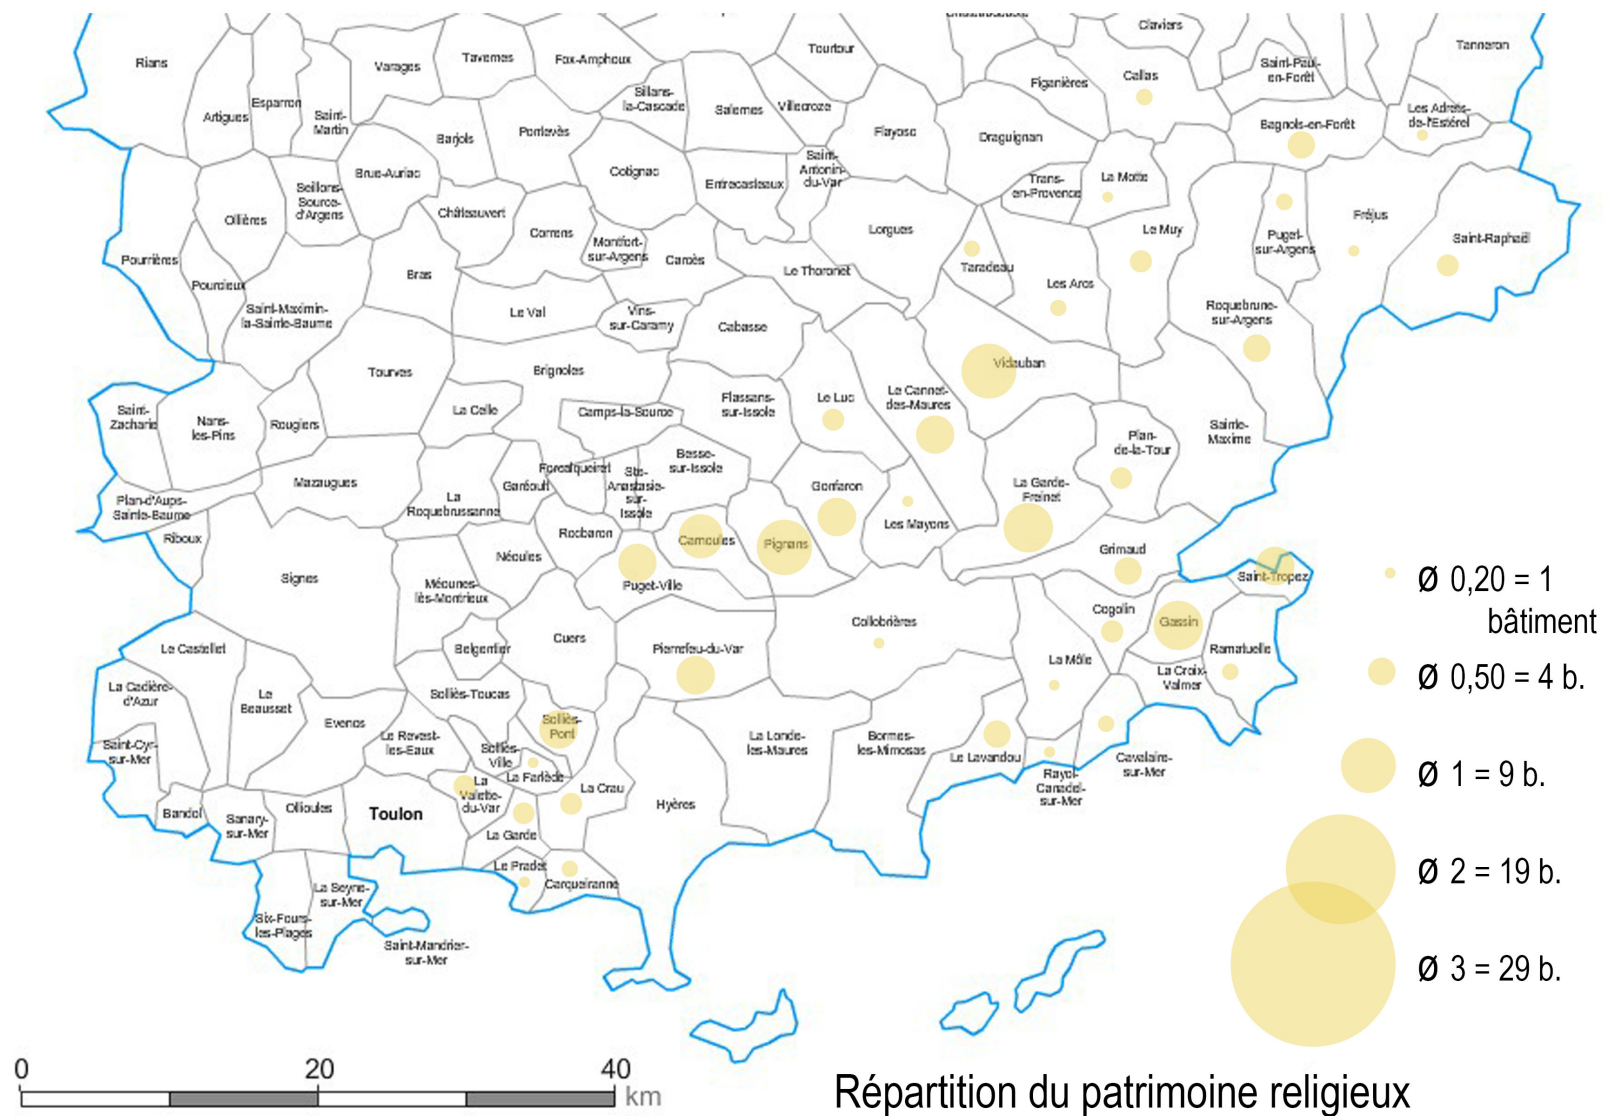 Claviers
Rians
Varages
Tavernes
Fox-Amphoux
Tourtour
Tanneron
Artigues
Esparron
Saint-
Martin
Sillans-
la-Cascade
Salernes
Villecroze
Figanières
Callas
Saint-Paul-
en-Forêt
Les Adrets-
de-l'Estérel
Barjols
Pontevès
Flayosc
Draguignan
Bagnols-en-Forêt
Brue-Auriac
Cotignac
Entrecasteaux
Saint-
Antonin-
du-Var
Trans-
en-Provence
La Motte
Ollières
Seillons-
Source-
d'Argens
Châteauvert
Correns
Montfort-
sur-Argens
Carcès
Lorgues
Le Muy
Puget-
sur-Argens
Fréjus
Saint-Raphaël
Pourrières
Pourcieux
Bras
Le Thoronet
Taradeau
Les Arcs
Saint-Maximin-
la-Sainte-Baume
Le Val
Vins-
sur-Caramy
Cabasse
Roquebrune-
sur-Argens
Tourves
Brignoles
Vidauban
Saint-
Zacharie
Nans-
les-Pins
Rougiers
La Celle
Camps-la-Source
Flassans-
sur-Issole
Le Luc
Le Cannet-
des-Maures
Sainte-
Maxime
Plan-
de-la-Tour
Plan-d'Aups-
Sainte-Baume
Mazaugues
La
Roquebrussanne
Garéoult
Forcalqueiret
Ste-
Anastasie-
sur-
Issole
Besse-
sur-Issole
Gonfaron
Les Mayons
La Garde-
Freinet
Riboux
Signes
Néoules
Rocbaron
Carnoules
Pignans
Grimaud
Méounes-
lès-Montrieux
Puget-Ville
Saint-Tropez
Ø 0,20 = 1
bâtiment
Le Castellet
Belgentier
Cuers
Pierrefeu-du-Var
Collobrières
Cogolin
Gassin
Ramatuelle
La Môle
La Croix-
Valmer
Ø 0,50 = 4 b.
La Cadière-
d'Azur
Le
Beausset
Evenos
Solliès-Toucas
Solliès-
Pont
Le Revest-
les-Eaux
Solliès-
Ville
La Londe-
les-Maures
Bormes-
les-Mimosas
Le Lavandou
Rayol-
Canadel-
sur-Mer
Cavalaire-
sur-Mer
Ø 1 = 9 b.
Saint-Cyr-
sur-Mer
Bandol
Sanary-
sur-Mer
Ollioules
Toulon
La
Valette-
du-Var
La Farlède
La Crau
La Garde
Hyères
Le Pradet
Carqueiranne
Ø 2 = 19 b.
Six-Fours-
les-Plages
La Seyne-
sur-Mer
Saint-Mandrier-
sur-Mer
Ø 3 = 29 b.
0 20 40
km
Répartition du patrimoine religieux